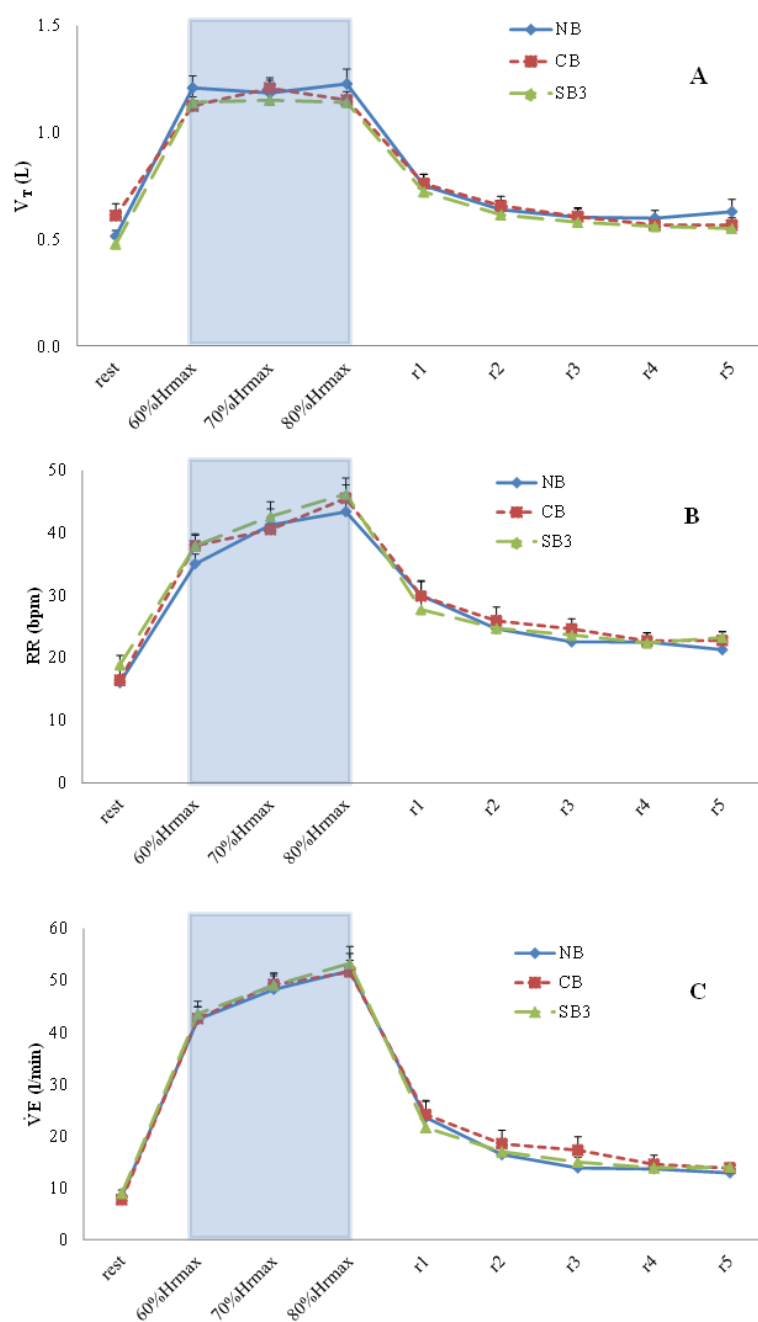 1.5
1.0
0.5
0.0
V_T (L)
NB
CB
SB3
A
rest
60%Hrmax
70%Hrmax
80%Hrmax
r1
r2
r3
r4
r5
50
40
30
20
10
0
RR (bpm)
NB
CB
SB3
B
rest
60%Hrmax
70%Hrmax
80%Hrmax
r1
r2
r3
r4
r5
60
50
40
30
20
10
0
V̇E (l/min)
NB
CB
SB3
C
rest
60%Hrmax
70%Hrmax
80%Hrmax
r1
r2
r3
r4
r5